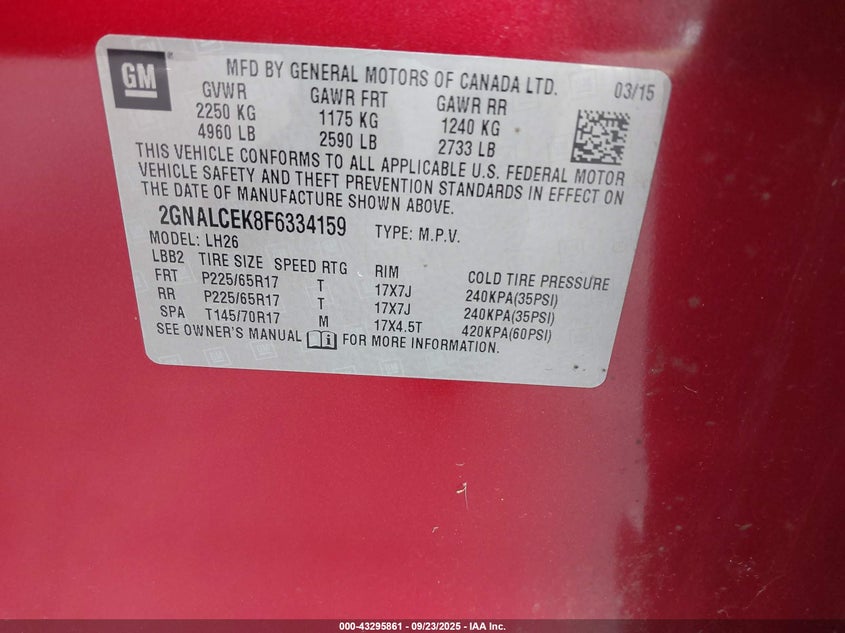 GM
MFD BY GENERAL MOTORS OF CANADA LTD. 03/15
GVWR GAWR FRT GAWR RR
2250 KG 1175 KG 1240 KG
4960 LB 2590 LB 2733 LB
THIS VEHICLE CONFORMS TO ALL APPLICABLE U.S. FEDERAL MOTOR
VEHICLE SAFETY AND THEFT PREVENTION STANDARDS IN EFFECT ON
THE DATE OF MANUFACTURE SHOWN ABOVE.
2GNALCEK8F6334159 TYPE: M.P.V.
MODEL: LH26
LBB2 TIRE SIZE SPEED RTG RIM COLD TIRE PRESSURE
FRT P225/65R17 T 17X7J 240KPA(35PSI)
RR P225/65R17 T 17X7J 240KPA(35PSI)
SPA T145/70R17 M 17X4.5T 420KPA(60PSI)
SEE OWNER'S MANUAL FOR MORE INFORMATION.
000-43295861 - 09/23/2025 - IAA Inc.